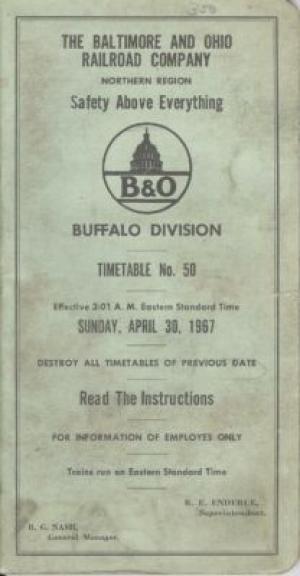 350
THE BALTIMORE AND OHIO
RAILROAD COMPANY
NORTHERN REGION
Safety Above Everything
B&O
BUFFALO DIVISION
TIMETABLE No. 50
Effective 3:01 A. M. Eastern Standard Time
SUNDAY, APRIL 30, 1967
DESTROY ALL TIMETABLES OF PREVIOUS DATE
Read The Instructions
FOR INFORMATION OF EMPLOYES ONLY
Trains run on Eastern Standard Time
R. E. ENDERLE,
Superintendent.
B. G. NASH,
General Manager.